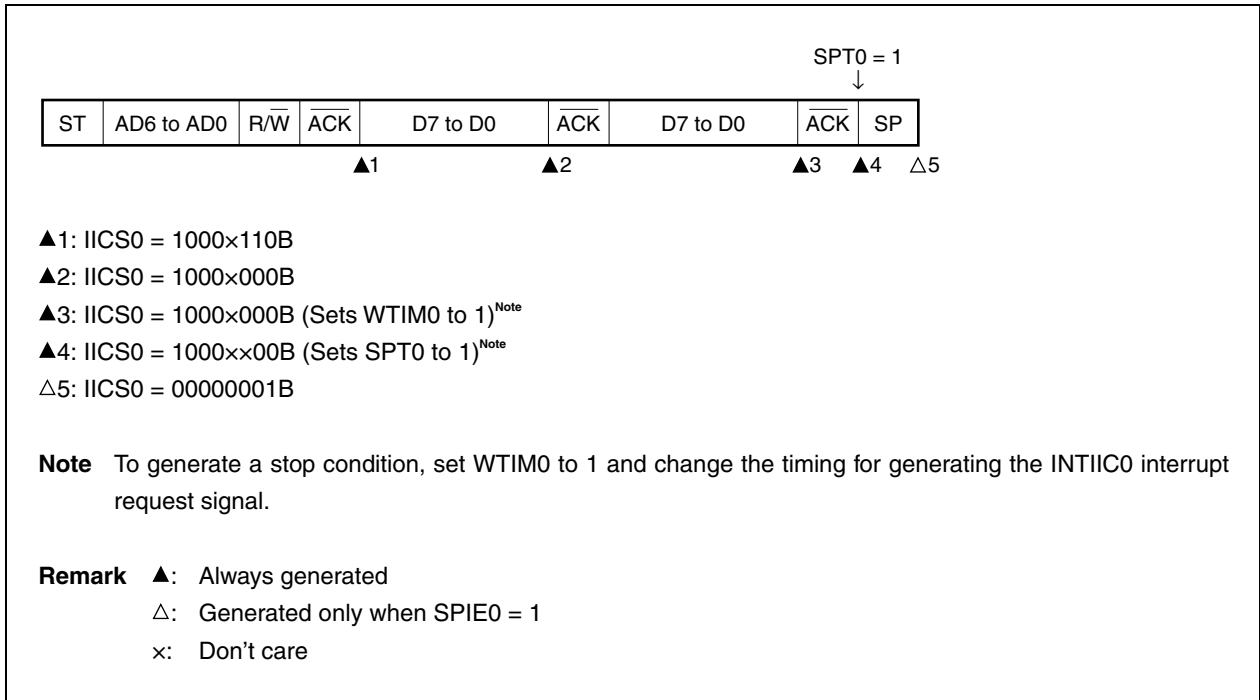 SPT0 = 1
↓
ST AD6 to AD0 R/W̅ A̅C̅K̅ D7 to D0 A̅C̅K̅ D7 to D0 A̅C̅K̅ SP
▲1 ▲2 ▲3 ▲4 △5
▲1: IICS0 = 1000×110B
▲2: IICS0 = 1000×000B
▲3: IICS0 = 1000×000B (Sets WTIM0 to 1)Note
▲4: IICS0 = 1000××00B (Sets SPT0 to 1)Note
△5: IICS0 = 00000001B
Note To generate a stop condition, set WTIM0 to 1 and change the timing for generating the INTIIC0 interrupt
request signal.
Remark ▲: Always generated
△: Generated only when SPIE0 = 1
×: Don't care